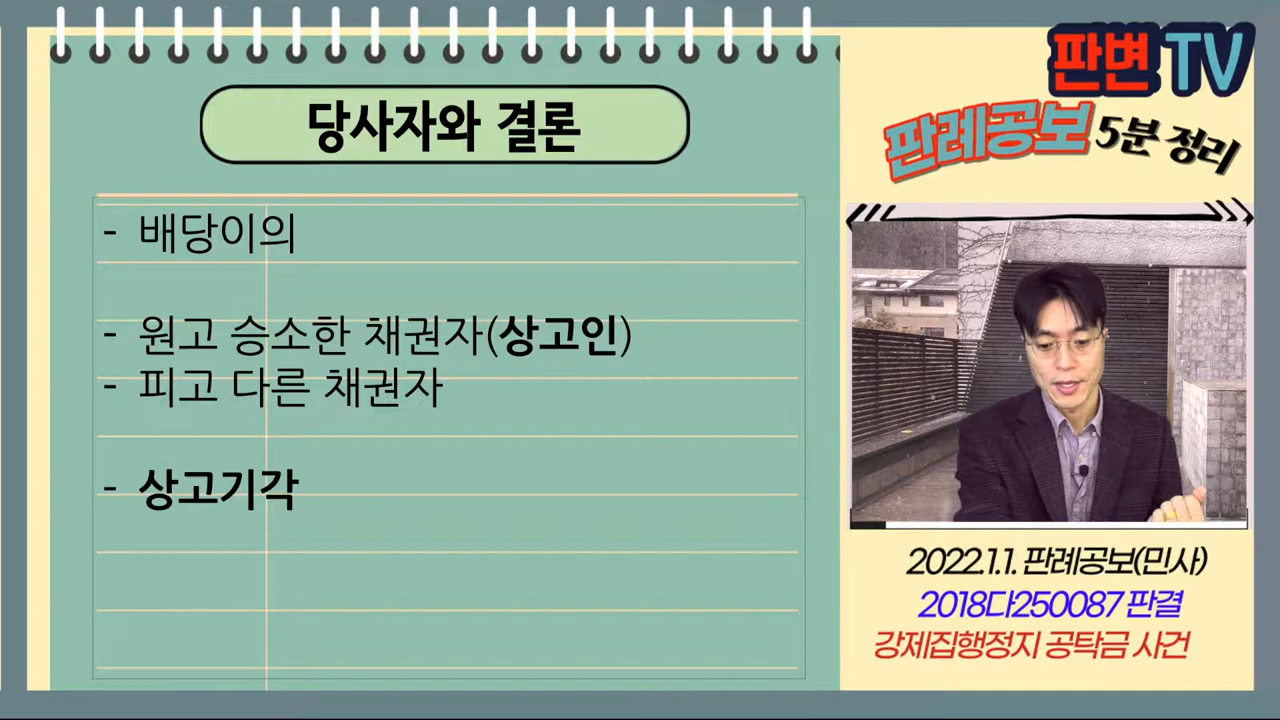 판변 TV
판례공보 5분 정리
당사자와 결론
- 배당이의
- 원고 승소한 채권자(상고인)
- 피고 다른 채권자
- 상고기각
2022.1.1. 판례공보(민사)
2018다250087 판결
강제집행정지 공탁금 사건